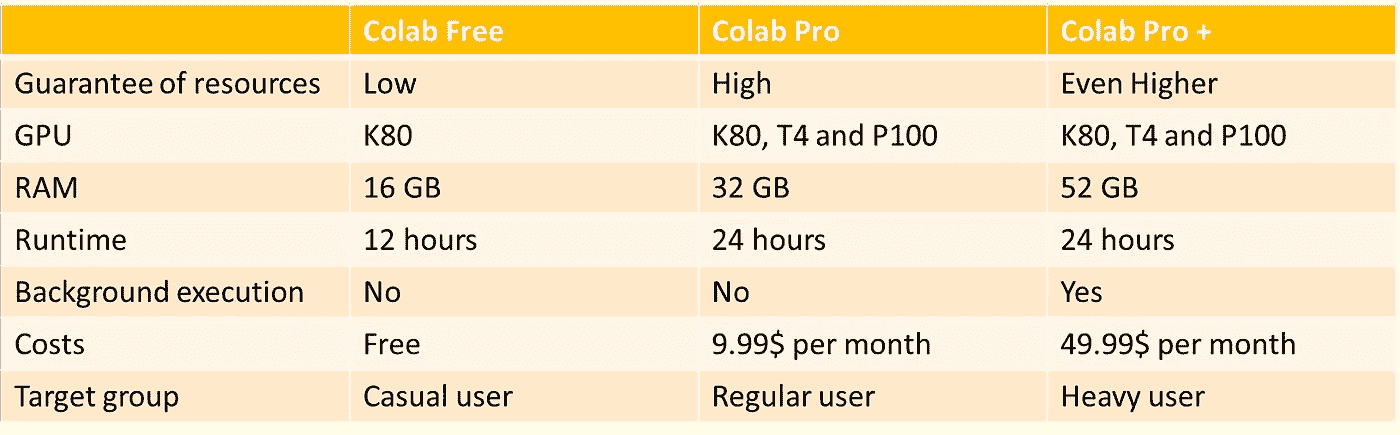 Colab Free Colab Pro Colab Pro +
Guarantee of resources Low High Even Higher
GPU K80 K80, T4 and P100 K80, T4 and P100
RAM 16 GB 32 GB 52 GB
Runtime 12 hours 24 hours 24 hours
Background execution No No Yes
Costs Free 9.99$ per month 49.99$ per month
Target group Casual user Regular user Heavy user